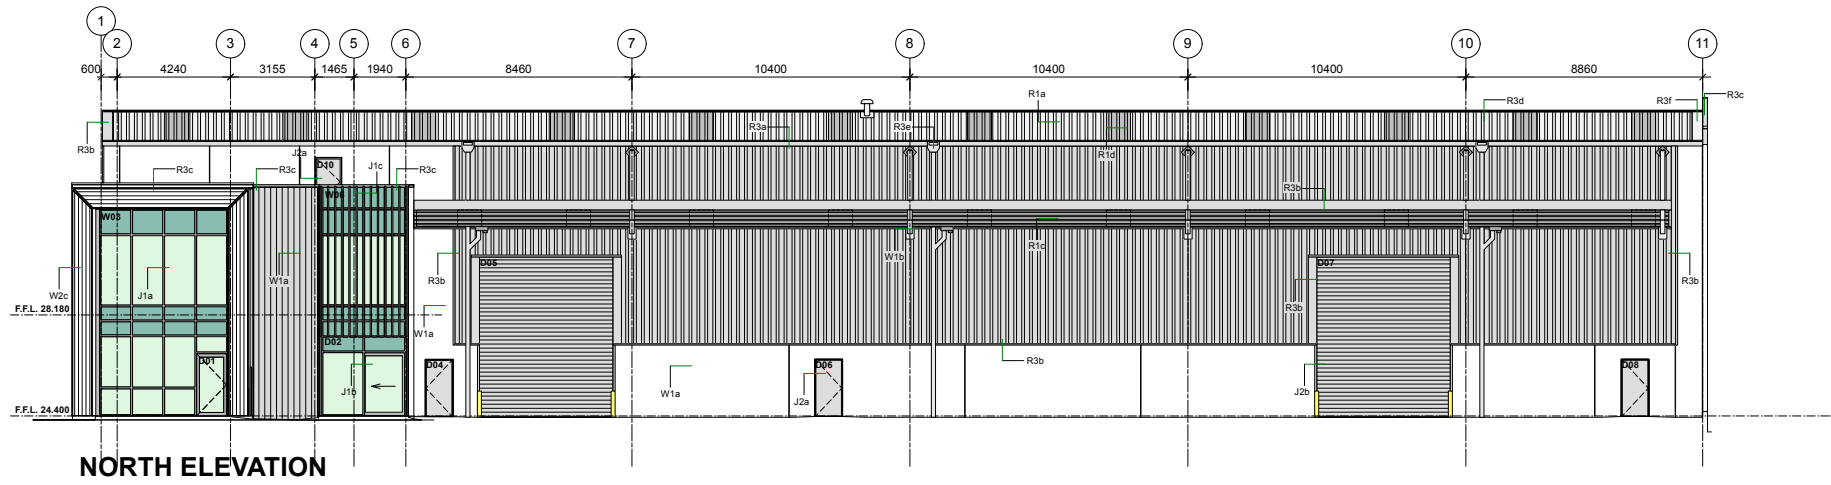 1
2 3 4 5 6 7 8 9 10 11
600 4240 3155 1465 1940 8460 10400 10400 10400 8860
R1a R3d R3f R3c
R3b R3a R3e
J2a R1d
D10 J1c
R3c R3c R3c
W06 R3b
W03
R1c
W1b
D05 D07
W1a R3b R3b
W2c J1a
F.F.L. 28.180
R3b
W1a
D02
D01 D04 R3b D06 D08
J1b W1a J2a J2b
F.F.L. 24.400
NORTH ELEVATION